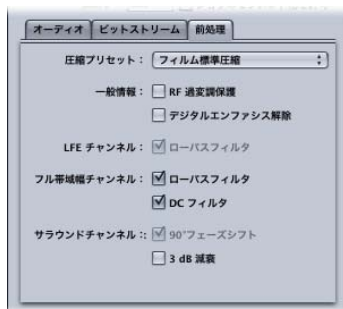 オーディオ ビットストリーム 前処理
圧縮プリセット： フィルム標準圧縮
一般情報： RF 過変調保護
デジタルエンファシス解除
LFE チャンネル： ローパスフィルタ
フル帯域幅チャンネル： ローパスフィルタ
DC フィルタ
サラウンドチャンネル：: 90°フェーズシフト
3 dB 減衰